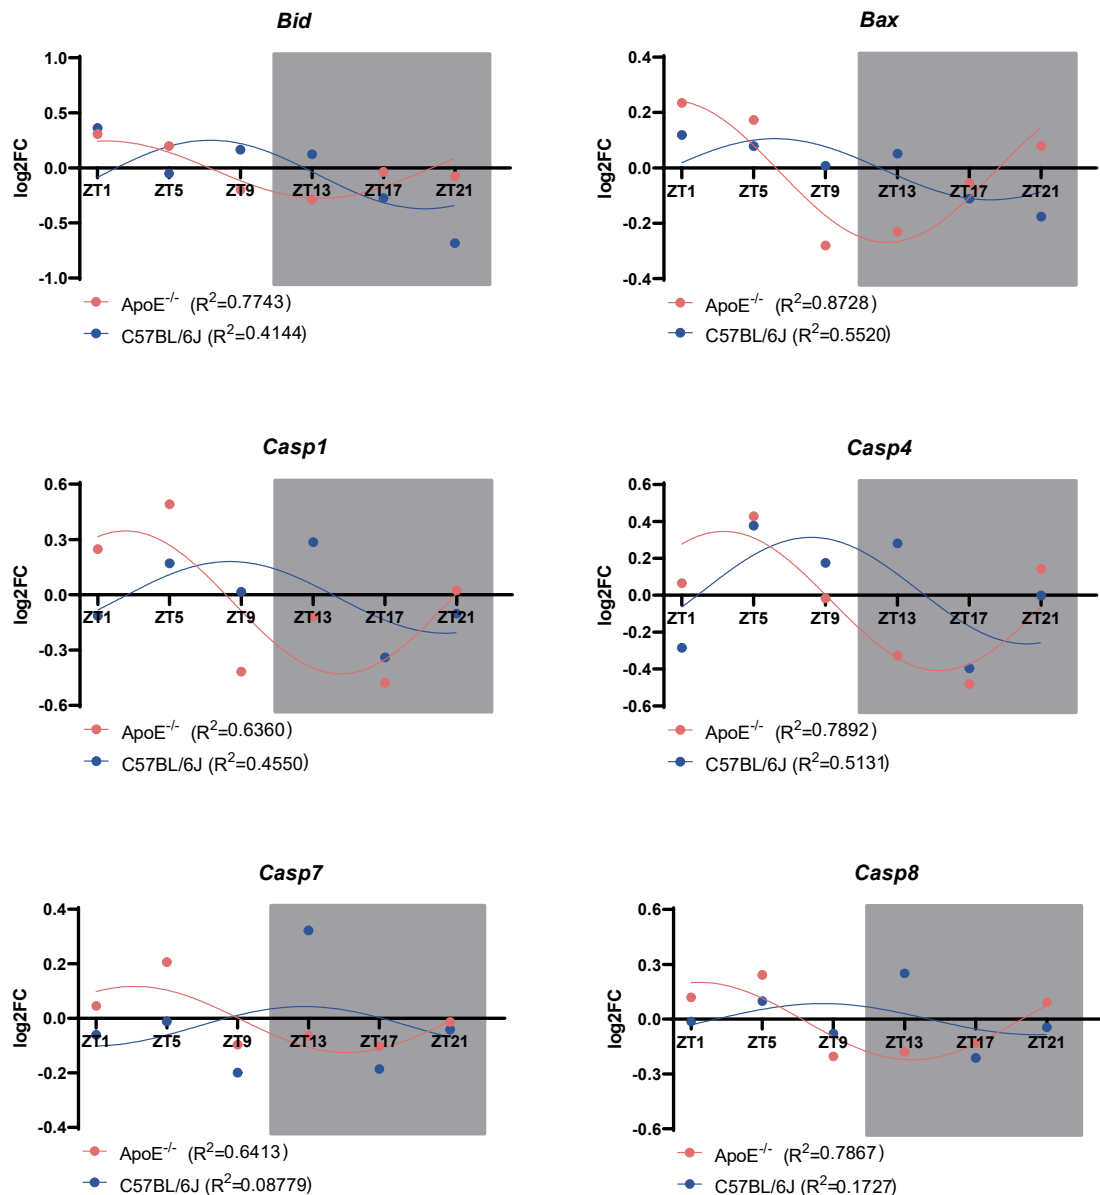 Bid
1.0
0.5
0.0
-0.5
-1.0
log2FC
ZT1 ZT5 ZT9 ZT13 ZT17 ZT21
ApoE-/- (R2=0.7743)
C57BL/6J (R2=0.4144)
Bax
0.4
0.2
0.0
-0.2
-0.4
log2FC
ZT1 ZT5 ZT9 ZT13 ZT17 ZT21
ApoE-/- (R2=0.8728)
C57BL/6J (R2=0.5520)
Casp1
0.6
0.3
0.0
-0.3
-0.6
log2FC
ZT1 ZT5 ZT9 ZT13 ZT17 ZT21
ApoE-/- (R2=0.6360)
C57BL/6J (R2=0.4550)
Casp4
0.6
0.4
0.2
0.0
-0.2
-0.4
-0.6
log2FC
ZT1 ZT5 ZT9 ZT13 ZT17 ZT21
ApoE-/- (R2=0.7892)
C57BL/6J (R2=0.5131)
Casp7
0.4
0.2
0.0
-0.2
-0.4
log2FC
ZT1 ZT5 ZT9 ZT13 ZT17 ZT21
ApoE-/- (R2=0.6413)
C57BL/6J (R2=0.08779)
Casp8
0.6
0.3
0.0
-0.3
-0.6
log2FC
ZT1 ZT5 ZT9 ZT13 ZT17 ZT21
ApoE-/- (R2=0.7867)
C57BL/6J (R2=0.1727)